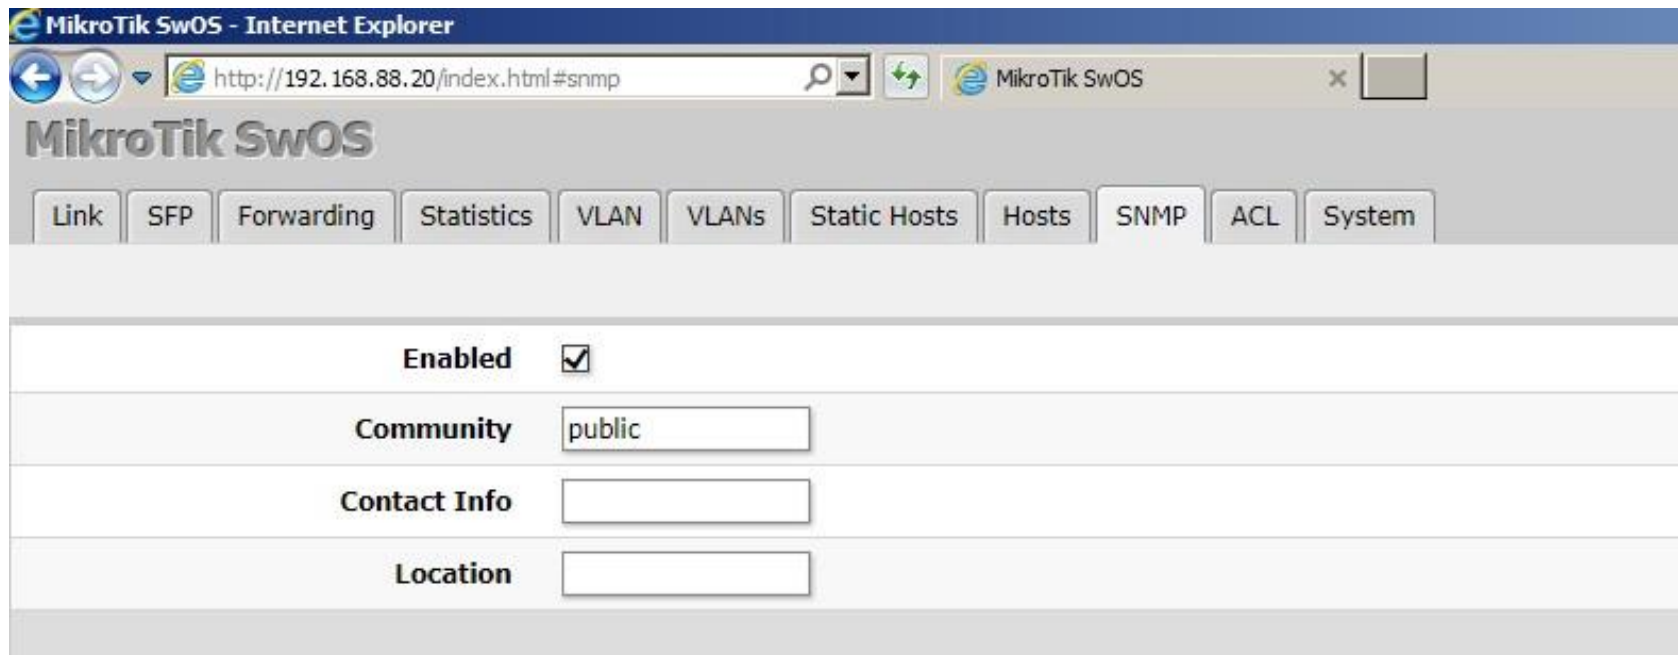 MikroTik SwOS - Internet Explorer
http://192.168.88.20/index.html#snmp MikroTik SwOS
MikroTik SwOS
Link SFP Forwarding Statistics VLAN VLANs Static Hosts Hosts SNMP ACL System
Enabled
Community public
Contact Info
Location